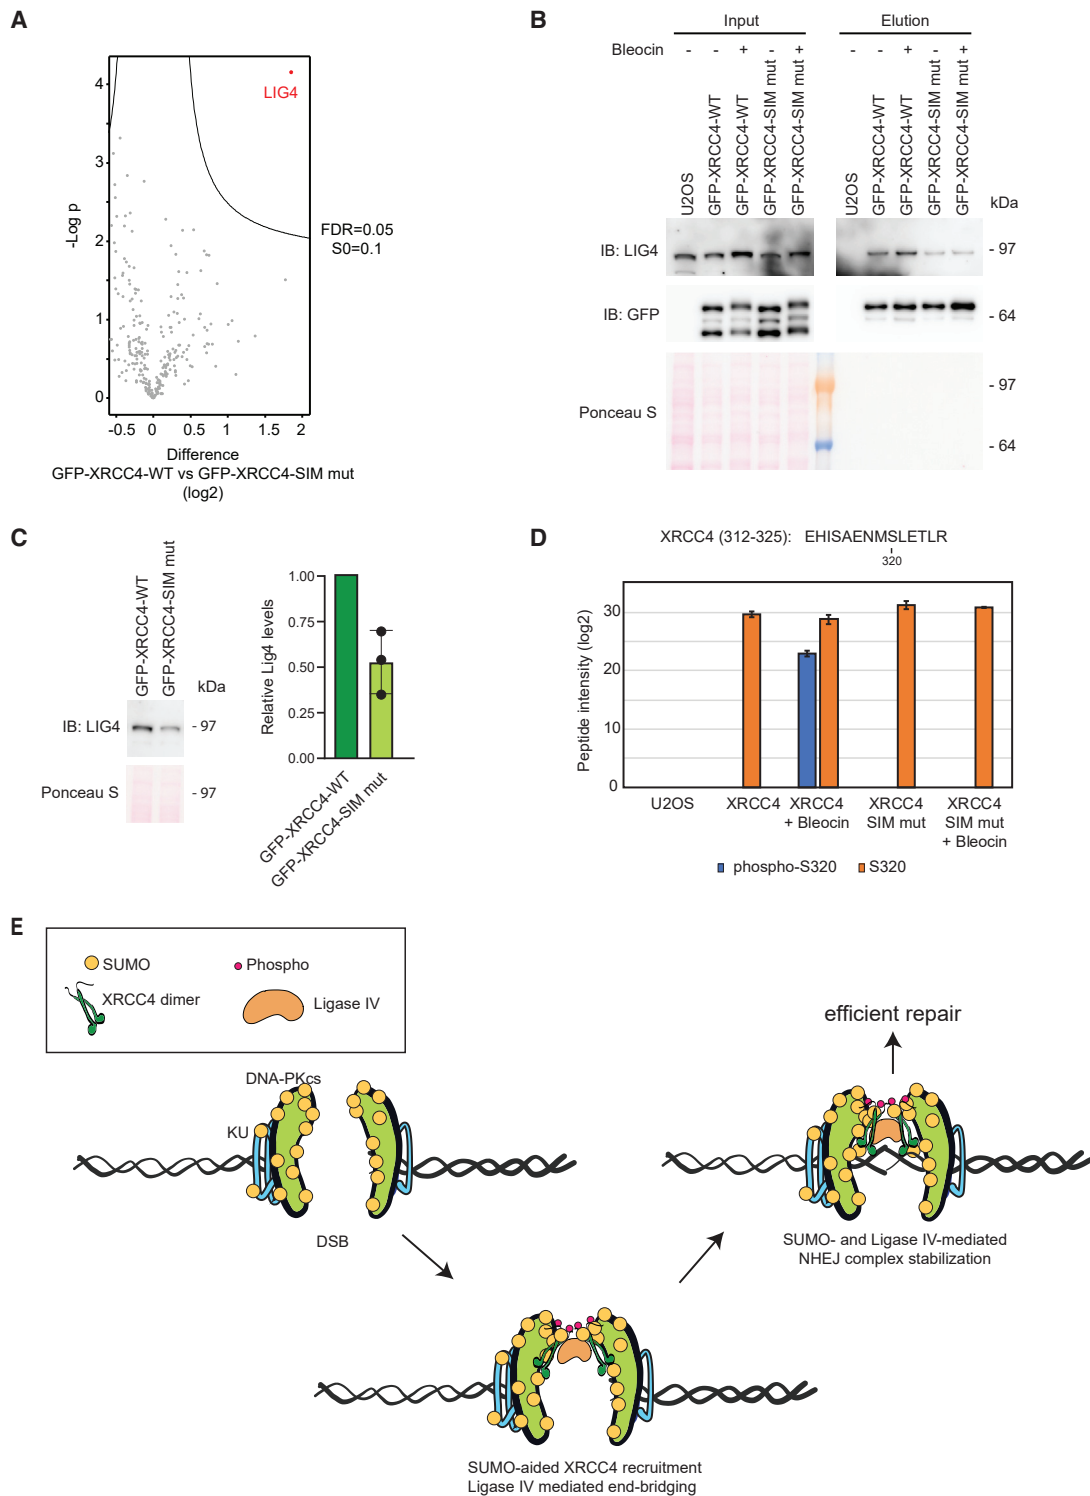 A
4
3
2
1
0
-Log p
LIG4
FDR=0.05
S0=0.1
-0.5 0 0.5 1 1.5 2
Difference
GFP-XRCC4-WT vs GFP-XRCC4-SIM mut
(log2)
B
Input Elution
Bleocin - - + - + - - + - +
U2OS GFP-XRCC4-WT GFP-XRCC4-WT GFP-XRCC4-SIM mut GFP-XRCC4-SIM mut U2OS GFP-XRCC4-WT GFP-XRCC4-WT GFP-XRCC4-SIM mut GFP-XRCC4-SIM mut
kDa
IB: LIG4 - 97
IB: GFP - 64
Ponceau S
- 97
- 64
C
GFP-XRCC4-WT GFP-XRCC4-SIM mut
kDa
IB: LIG4 - 97
Ponceau S - 97
Relative Lig4 levels
1.00
0.75
0.50
0.25
0.00
GFP-XRCC4-WT
GFP-XRCC4-SIM mut
D
XRCC4 (312-325): EHISAENMSLETLR
320
Peptide intensity (log2)
30
20
10
0
U2OS XRCC4 XRCC4 XRCC4 XRCC4
+ Bleocin SIM mut SIM mut
+ Bleocin
phospho-S320 S320
E
SUMO Phospho
XRCC4 dimer Ligase IV
DNA-PKcs
KU
DSB
efficient repair
SUMO- and Ligase IV-mediated
NHEJ complex stabilization
SUMO-aided XRCC4 recruitment
Ligase IV mediated end-bridging